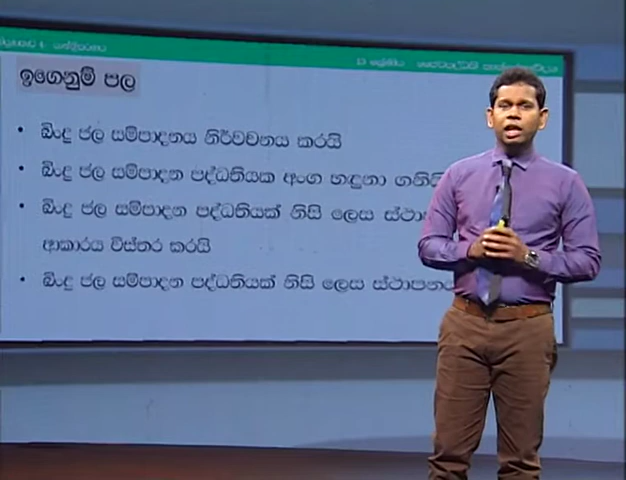 ඉගෙනුම් පල
• බිංදු ජල සම්පාදනය නිර්වචනය කරයි
• බිංදු ජල සම්පාදන පද්ධතියක අංග හඳුනා ගනියි
• බිංදු ජල සම්පාදන පද්ධතියක් නිසි ලෙස ස්ථා
ආකාරය විස්තර කරයි
• බිංදු ජල සම්පාදන පද්ධතියක් නිසි ලෙස ස්ථාපනය